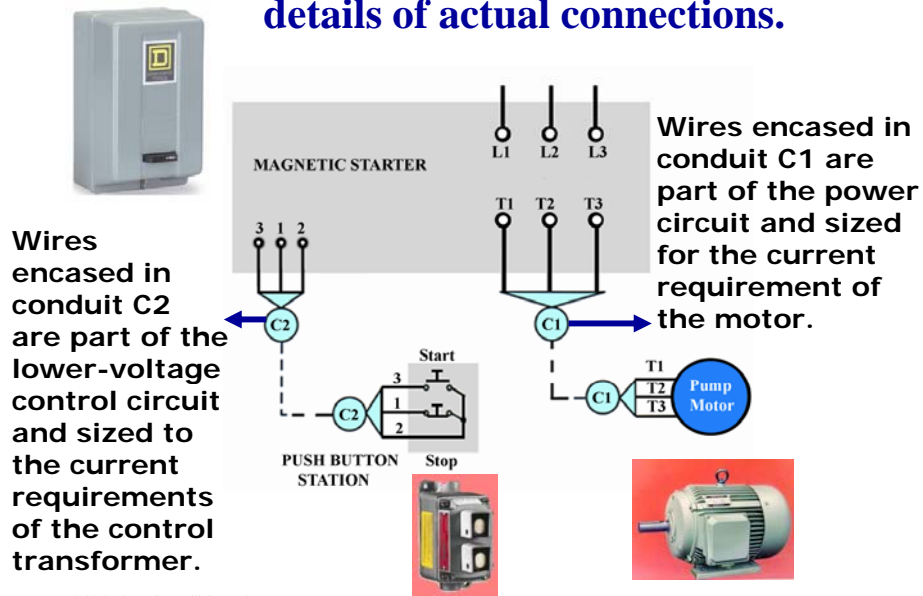 details of actual connections.
D
L1 L2 L3
MAGNETIC STARTER
T1 T2 T3
3 1 2
Wires encased in
conduit C1 are
part of the power
circuit and sized
for the current
requirement of
the motor.
Wires
encased in
conduit C2
are part of the
lower-voltage
control circuit
and sized to
the current
requirements
of the control
transformer.
C2
C1
Start
3
C2
1
2
PUSH BUTTON
STATION
Stop
C1
T1
T2
T3
Pump
Motor